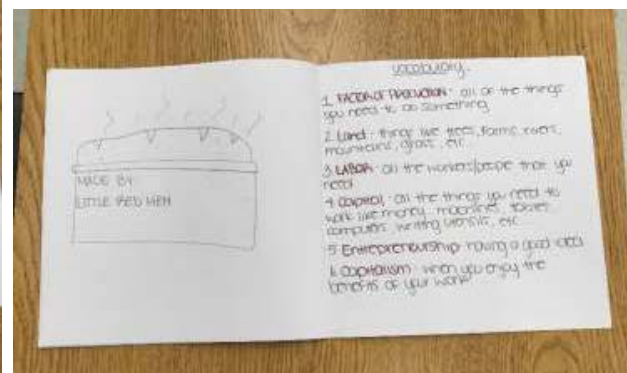 MADE BY
LITTLE RED HEN
vocabulary
1. FACTOR OF PRODUCTION - all of the things
you need to do something
2. Land - things like trees, farms, rivers,
mountains, grass, etc
3. LABOR - all the workers/people that you
need
4. Capital - all the things you need to
work like money, machines,
computers, writing utensils, etc
5. Entrepreneurship - having a good idea
6. Capitalism - when you enjoy the
benefits of your work